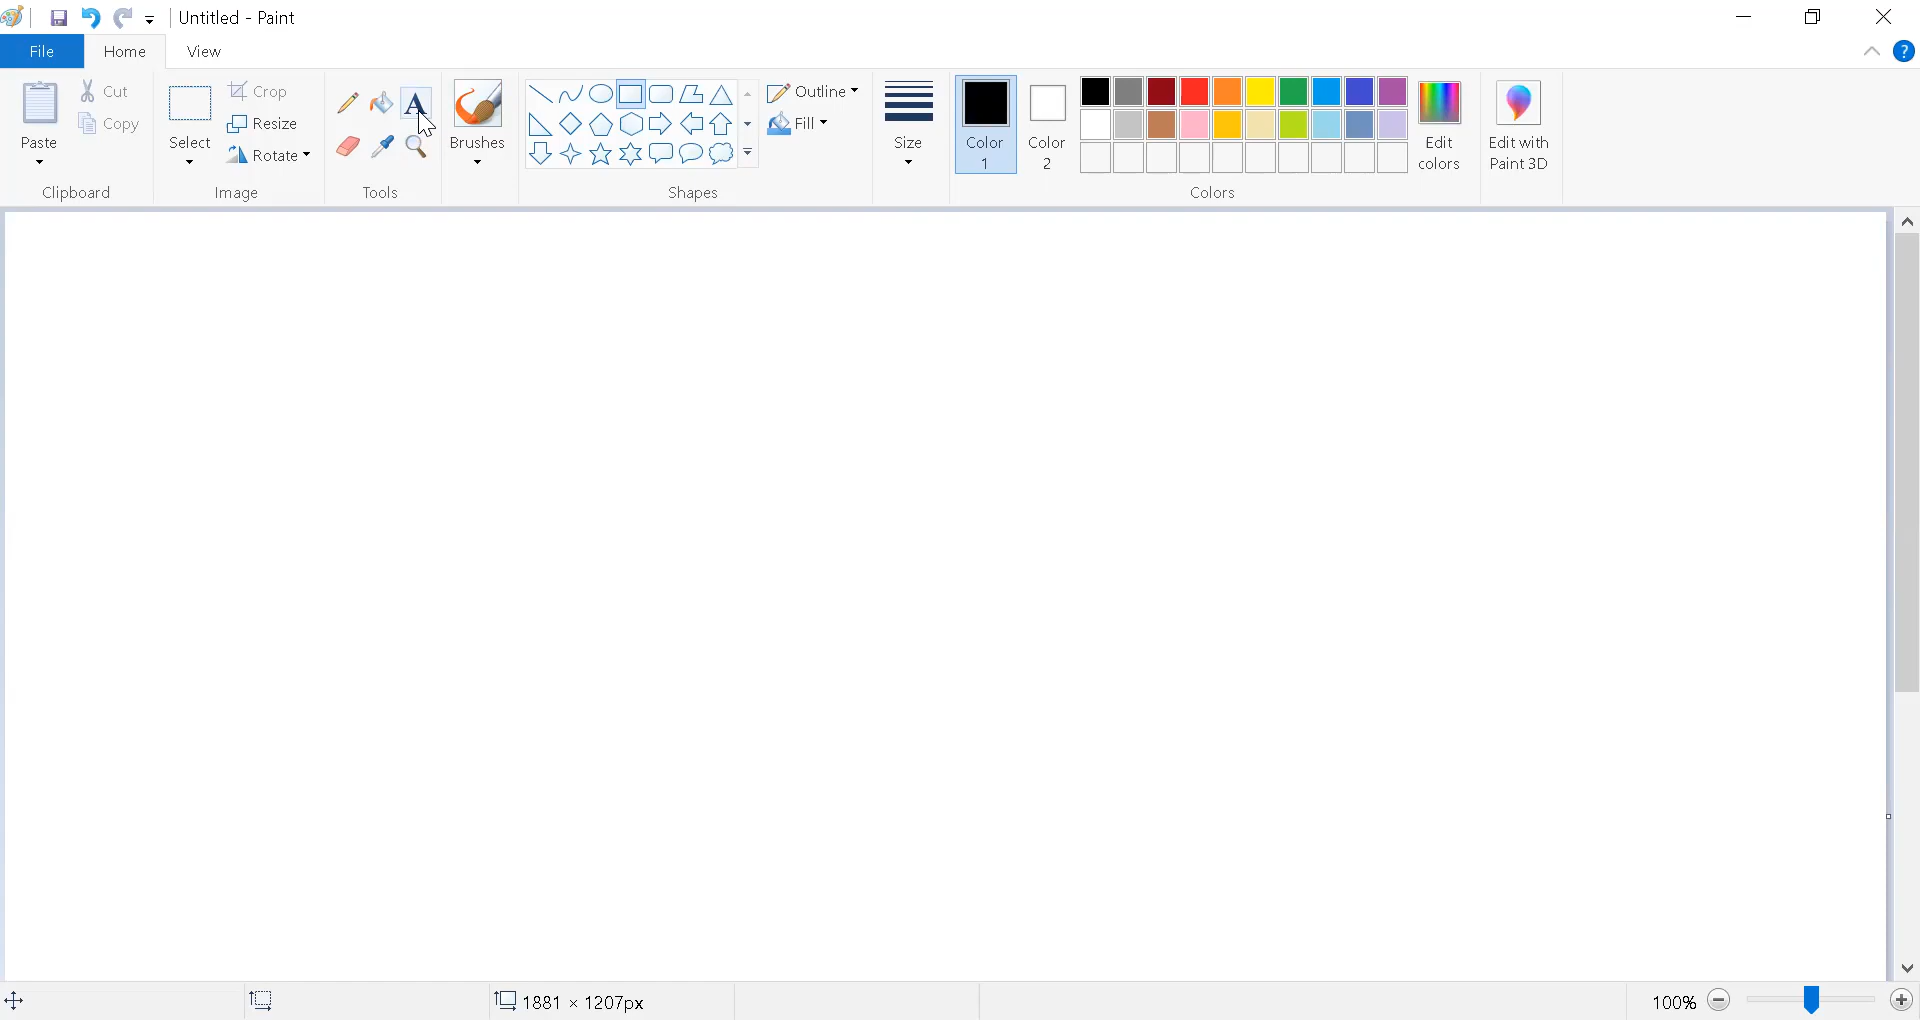 Untitled - Paint
File Home View
Paste Cut Copy Clipboard
Select Crop Resize Rotate Image
A
Tools
Brushes
Shapes
Outline
Fill
Size
Color 1
Color 2
Edit colors
Colors
Edit with Paint 3D
?
1881 × 1207px
100%